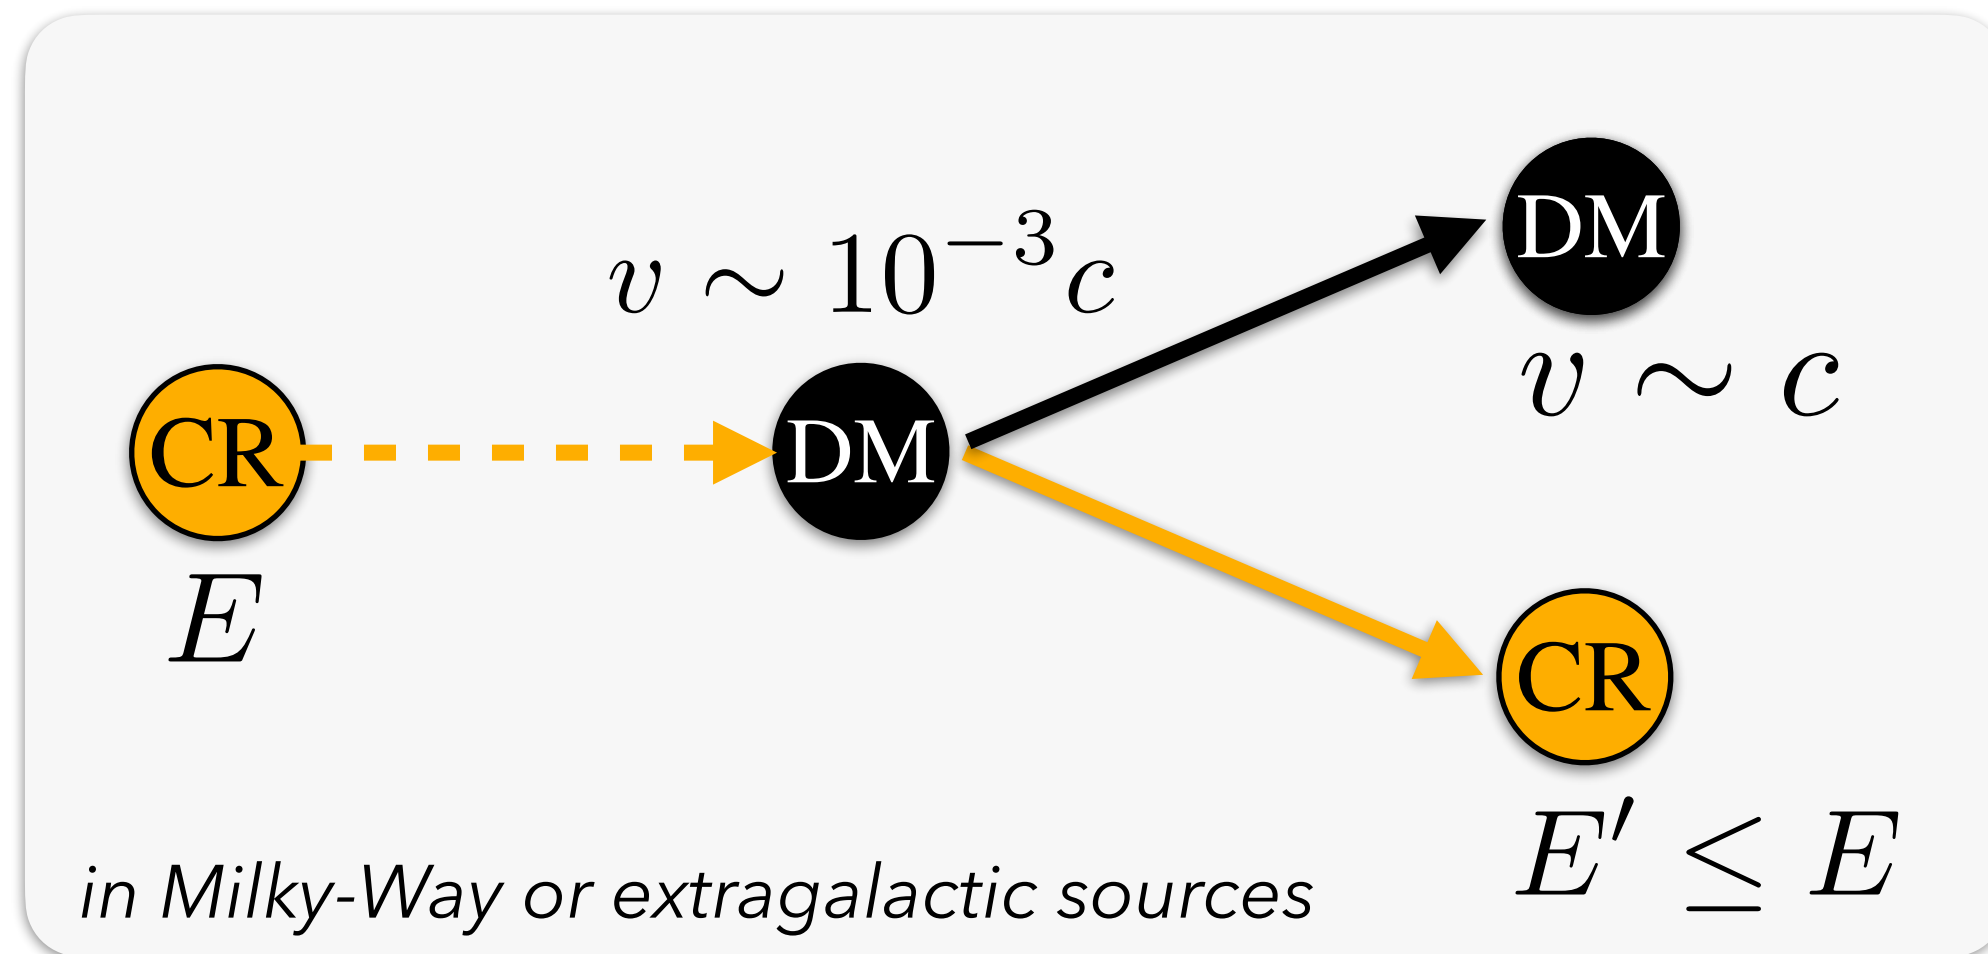 DM
v ∼ 10⁻³c
v ∼ c
CR
DM
E
CR
E′ ≤ E
in Milky-Way or extragalactic sources